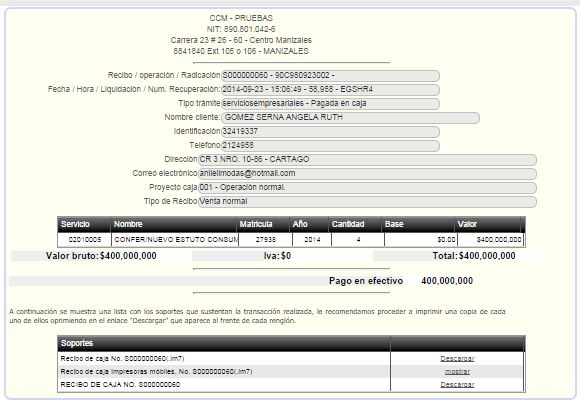 CCM - PRUEBAS
NIT: 890.801.042-6
Carrera 23 # 26 - 60 - Centro Manizales
8841840 Ext 105 o 106 - MANIZALES
Recibo / operación / Radicación S000000060 - 90C980923002 -
Fecha / Hora / Liquidación / Num. Recuperación: 2014-09-23 - 15:06:49 - 58,958 - EGSHR4
Tipo trámite serviciosempresariales - Pagada en caja
Nombre cliente: GOMEZ SERNA ANGELA RUTH
Identificación 32419337
Teléfono 2124956
Dirección CR 3 NRO. 10-86 - CARTAGO
Correo electrónico anilelimodas@hotmail.com
Proyecto caja 001 - Operación normal.
Tipo de Recibo Venta normal
Servicio Nombre Matricula Año Cantidad Base Valor
02010005 CONFER/NUEVO ESTUTO CONSUM 27938 2014 4 $0.00 $400,000,000
Valor bruto: $400,000,000 Iva: $0 Total: $400,000,000
Pago en efectivo 400,000,000
A continuación se muestra una lista con los soportes que sustentan la transacción realizada, le recomendamos proceder a imprimir una copia de cada
uno de ellos oprimiendo en el enlace "Descargar" que aparece al frente de cada renglón.
Soportes
Recibo de caja No. S000000060(.lm7) Descargar
Recibo de caja impresoras móbiles, No. S000000060(.lm7) mostrar
RECIBO DE CAJA NO. S000000060 Descargar